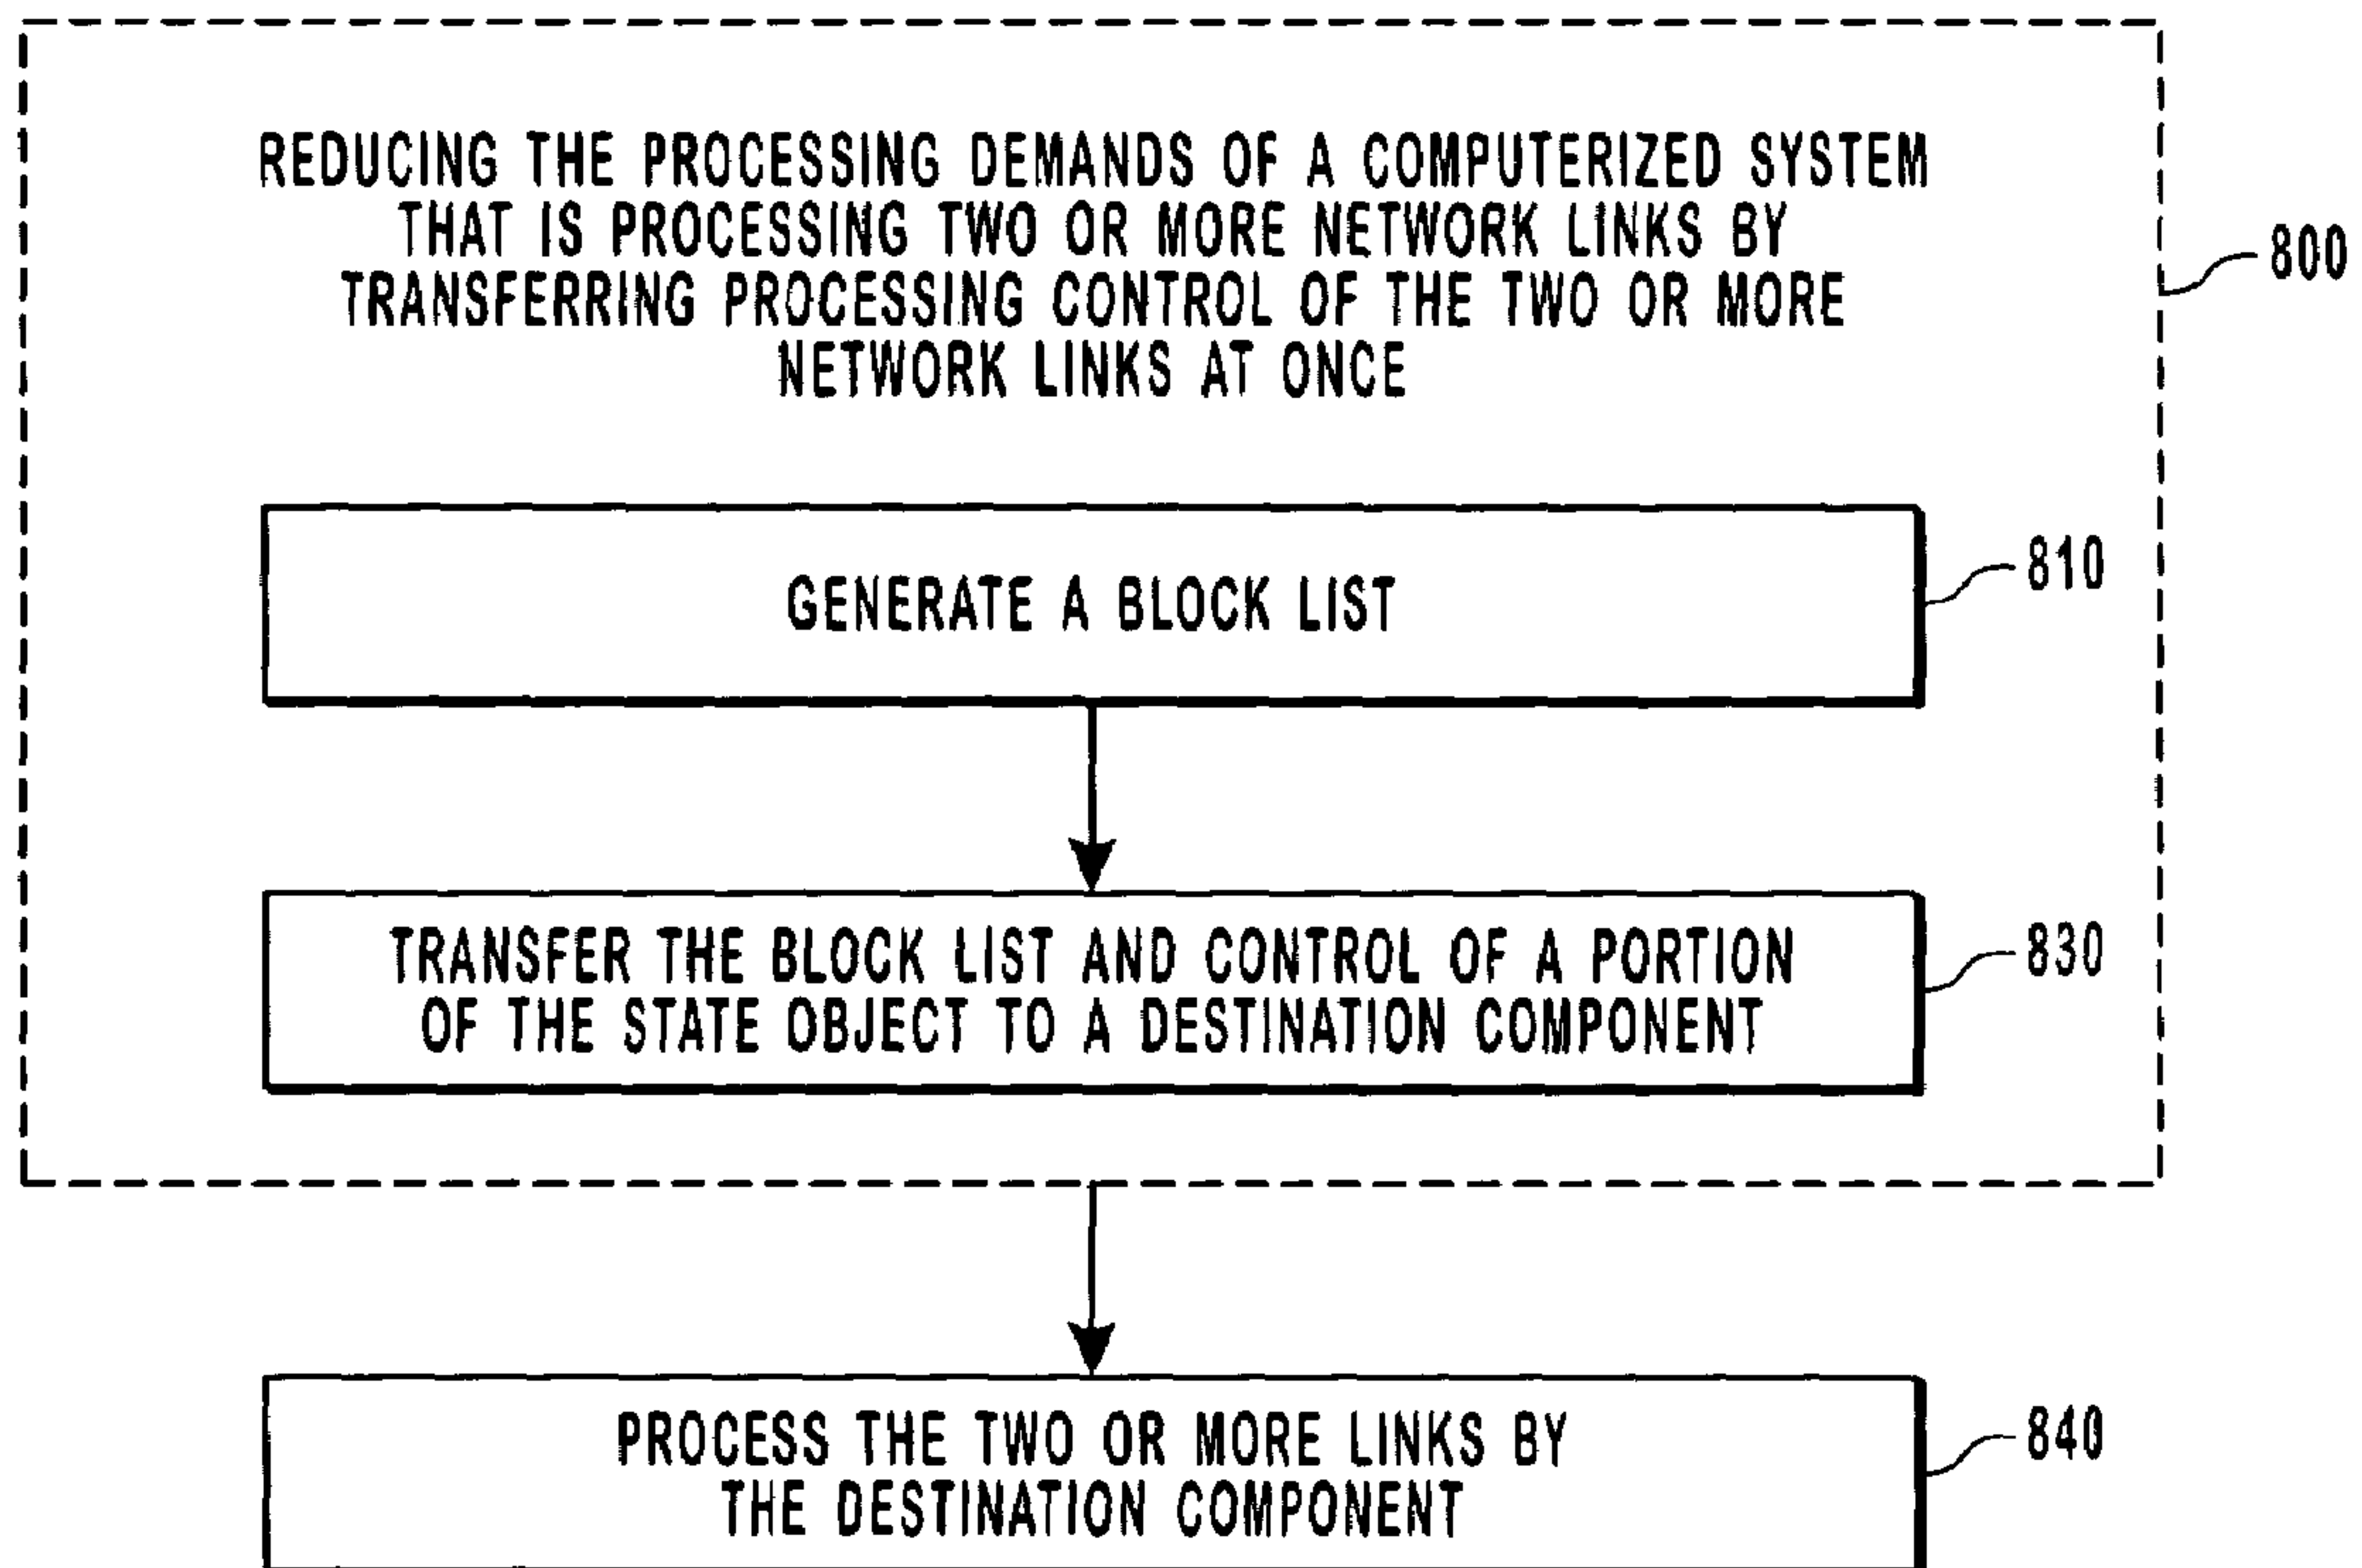 REDUCING THE PROCESSING DEMANDS OF A COMPUTERIZED SYSTEM
THAT IS PROCESSING TWO OR MORE NETWORK LINKS BY
TRANSFERRING PROCESSING CONTROL OF THE TWO OR MORE
NETWORK LINKS AT ONCE
800
GENERATE A BLOCK LIST
810
TRANSFER THE BLOCK LIST AND CONTROL OF A PORTION
OF THE STATE OBJECT TO A DESTINATION COMPONENT
830
PROCESS THE TWO OR MORE LINKS BY
THE DESTINATION COMPONENT
840